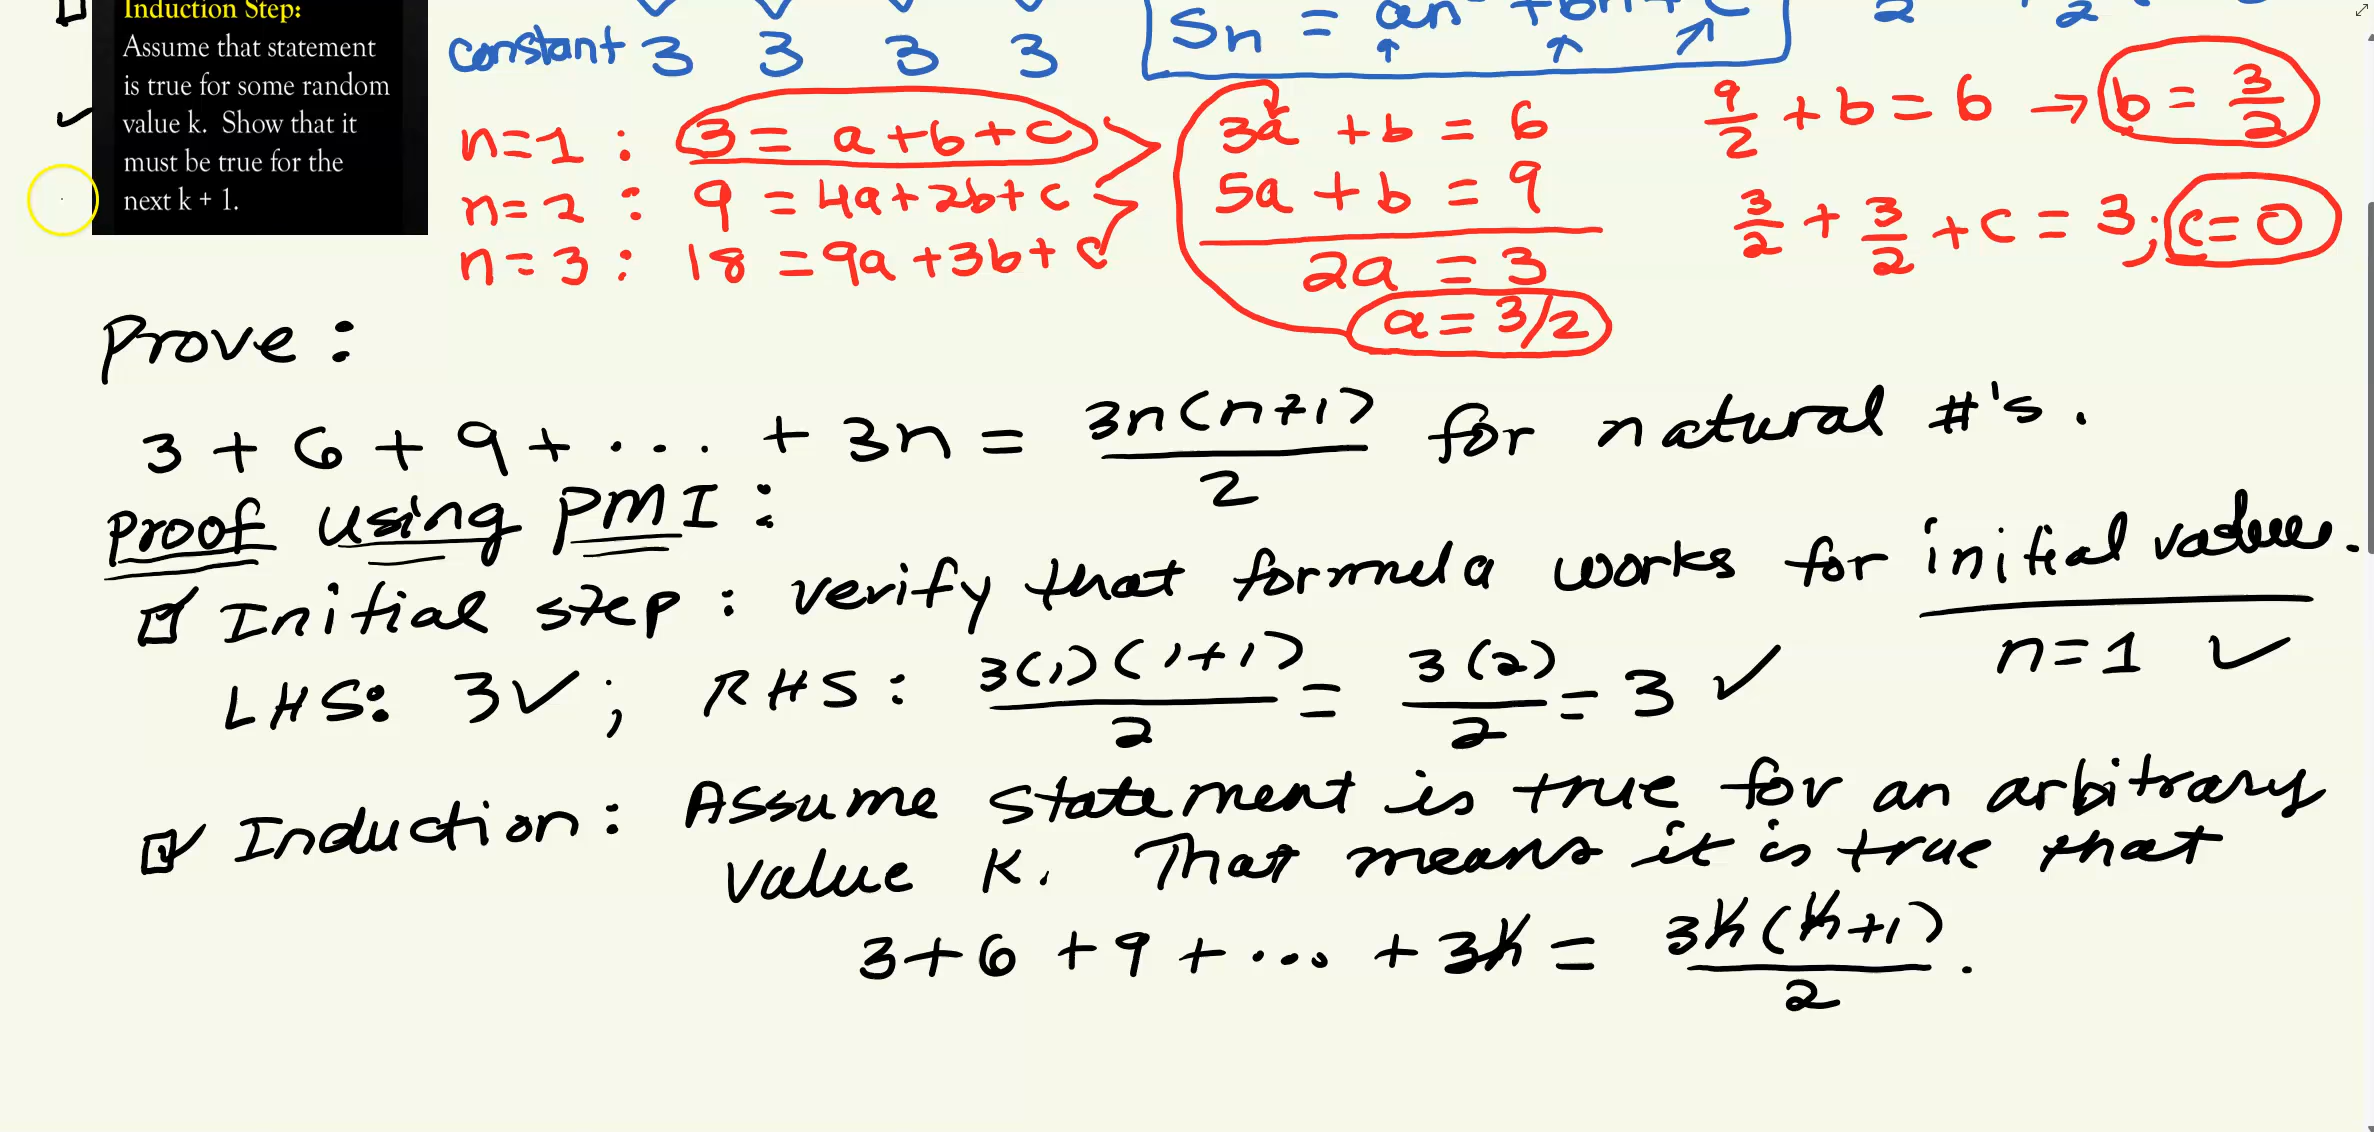 Induction Step:
Assume that statement
is true for some random
value k. Show that it
must be true for the
next k + 1.
constant 3 3 3 3
Sn = an² + bn + c
2 2
n=1 : 3 = a+b+c
n=2 : 9 = 4a+2b+c
n=3 : 18 = 9a+3b+c
3a + b = 6
5a + b = 9
2a = 3
a = 3/2
9/2 + b = 6 → b = 3/2
3/2 + 3/2 + c = 3; c = 0
Prove :
3 + 6 + 9 + ... + 3n = 3n(n+1)/2 for natural #'s.
Proof using PMI :
Initial step : verify that formula works for initial value.
n=1 ✓
LHS: 3 ✓ ; RHS : 3(1)(1+1)/2 = 3(2)/2 = 3 ✓
Induction : Assume statement is true for an arbitrary
value k. That means it is true that
3 + 6 + 9 + ... + 3k = 3k(k+1)/2 .